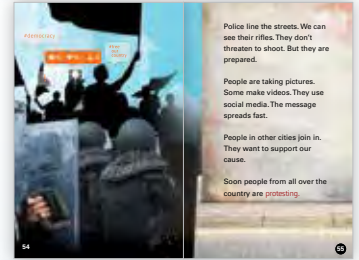 Police line the streets. We can
see their rifles. They don't
threaten to shoot. But they are
prepared.
People are taking pictures.
Some make videos. They use
social media. The message
spreads fast.
People in other cities join in.
They want to support our
cause.
Soon people from all over the
country are protesting.
54
55